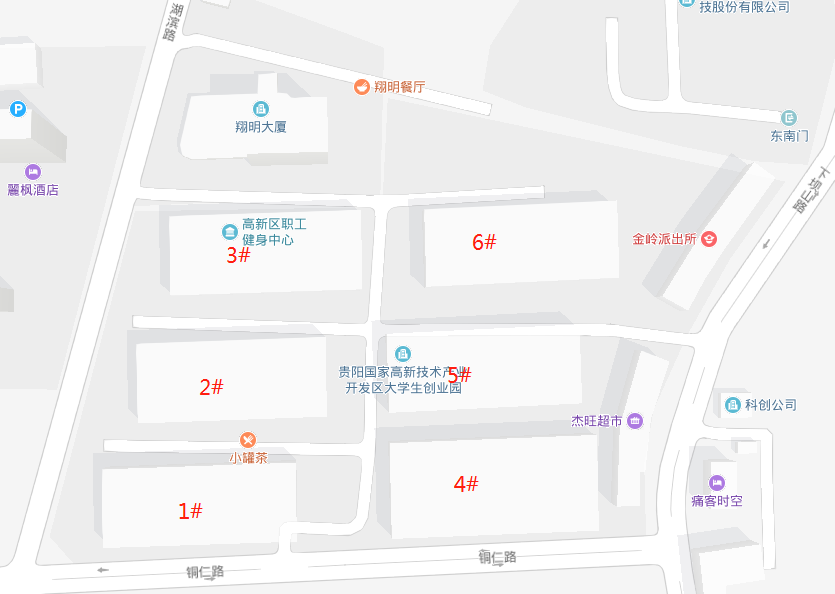 湖滨路
技股份有限公司
翔明餐厅
P
翔明大厦
东南门
麗枫酒店
下坝山路
高新区职工
健身中心
3#
6#
金岭派出所
贵阳国家高新技术产业
开发区大学生创业园
5#
2#
科创公司
杰旺超市
小罐茶
4#
痛客时空
1#
铜仁路
铜仁路